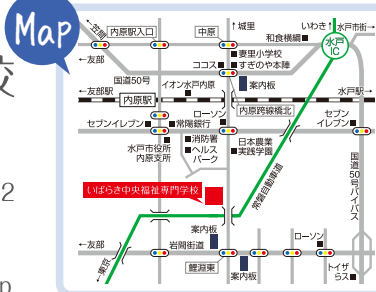 Map
校
2
p
←笠間
内原駅入口
中原
↑城里
いわき↑
水戸市街→
和食横綱
水戸
IC
←友部
妻里小学校
ココス
すぎのや本陣
国道50号
イオン水戸内原
案内板
←友部駅
内原駅
水戸駅→
内原跨線橋北
セブンイレブン
常陽銀行
ローソン
セブン
イレブン
水戸市役所
内原支所
消防署
ヘルス
パーク
日本農業
実践学園
常磐自動車道
国道50号バイパス
いばらき中央福祉専門学校
案内板
←友部
岩間街道
ローソン
←東京
鯉淵東
案内板
トイザ
らス